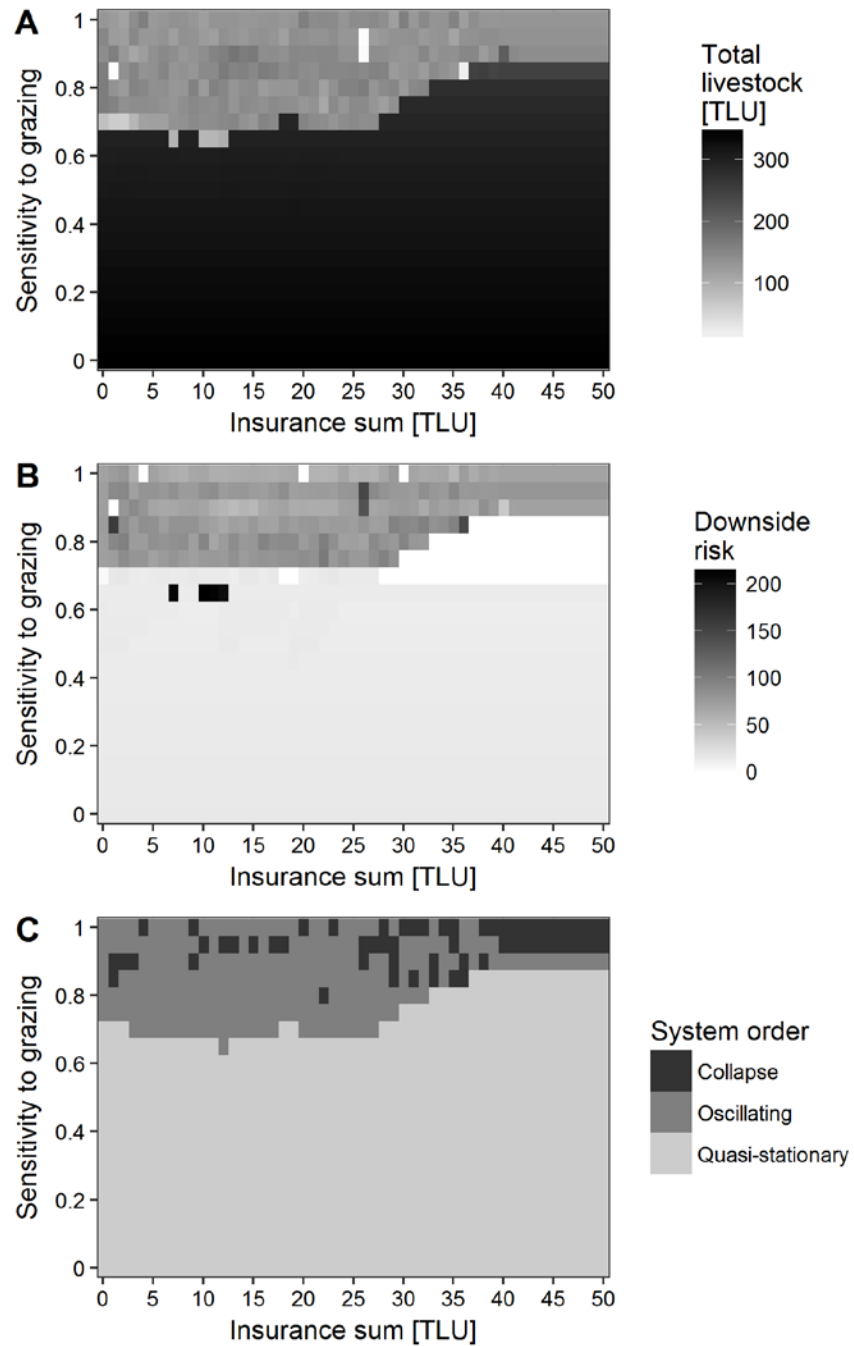 A
1
0.8
0.6
0.4
0.2
0
Sensitivity to grazing
0 5 10 15 20 25 30 35 40 45 50
Insurance sum [TLU]
Total
livestock
[TLU]
300
200
100
B
1
0.8
0.6
0.4
0.2
0
Sensitivity to grazing
0 5 10 15 20 25 30 35 40 45 50
Insurance sum [TLU]
Downside
risk
200
150
100
50
0
C
1
0.8
0.6
0.4
0.2
0
Sensitivity to grazing
0 5 10 15 20 25 30 35 40 45 50
Insurance sum [TLU]
System order
Collapse
Oscillating
Quasi-stationary